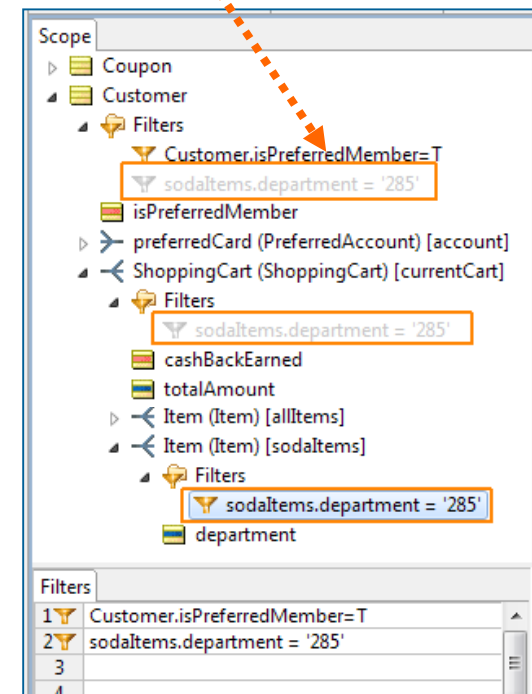 Scope
Coupon
Customer
Filters
Customer.isPreferredMember=T
sodaItems.department = '285'
isPreferredMember
preferredCard (PreferredAccount) [account]
ShoppingCart (ShoppingCart) [currentCart]
Filters
sodaItems.department = '285'
cashBackEarned
totalAmount
Item (Item) [allItems]
Item (Item) [sodaItems]
Filters
sodaItems.department = '285'
department
Filters
1 Customer.isPreferredMember=T
2 sodaItems.department = '285'
3
4